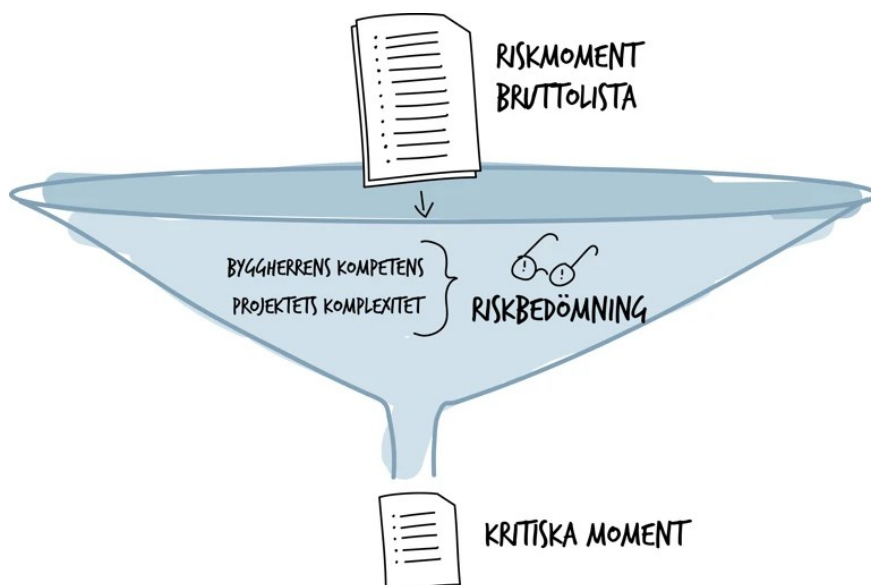 RISKMOMENT
BRUTTOLISTA
BYGGHERRENS KOMPETENS
PROJEKTETS KOMPLEXITET
RISKBEDÖMNING
KRITISKA MOMENT